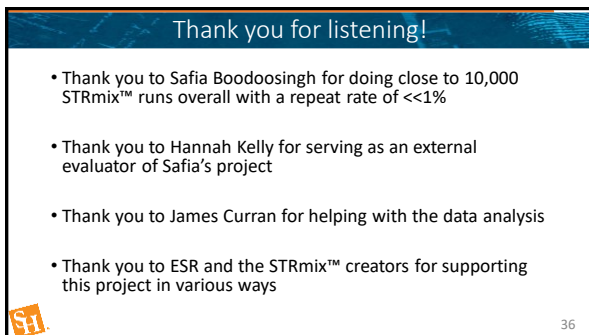 Thank you for listening!
• Thank you to Safia Boodoosingh for doing close to 10,000
STRmix™ runs overall with a repeat rate of <<1%
• Thank you to Hannah Kelly for serving as an external
evaluator of Safia's project
• Thank you to James Curran for helping with the data analysis
• Thank you to ESR and the STRmix™ creators for supporting
this project in various ways
SH
36